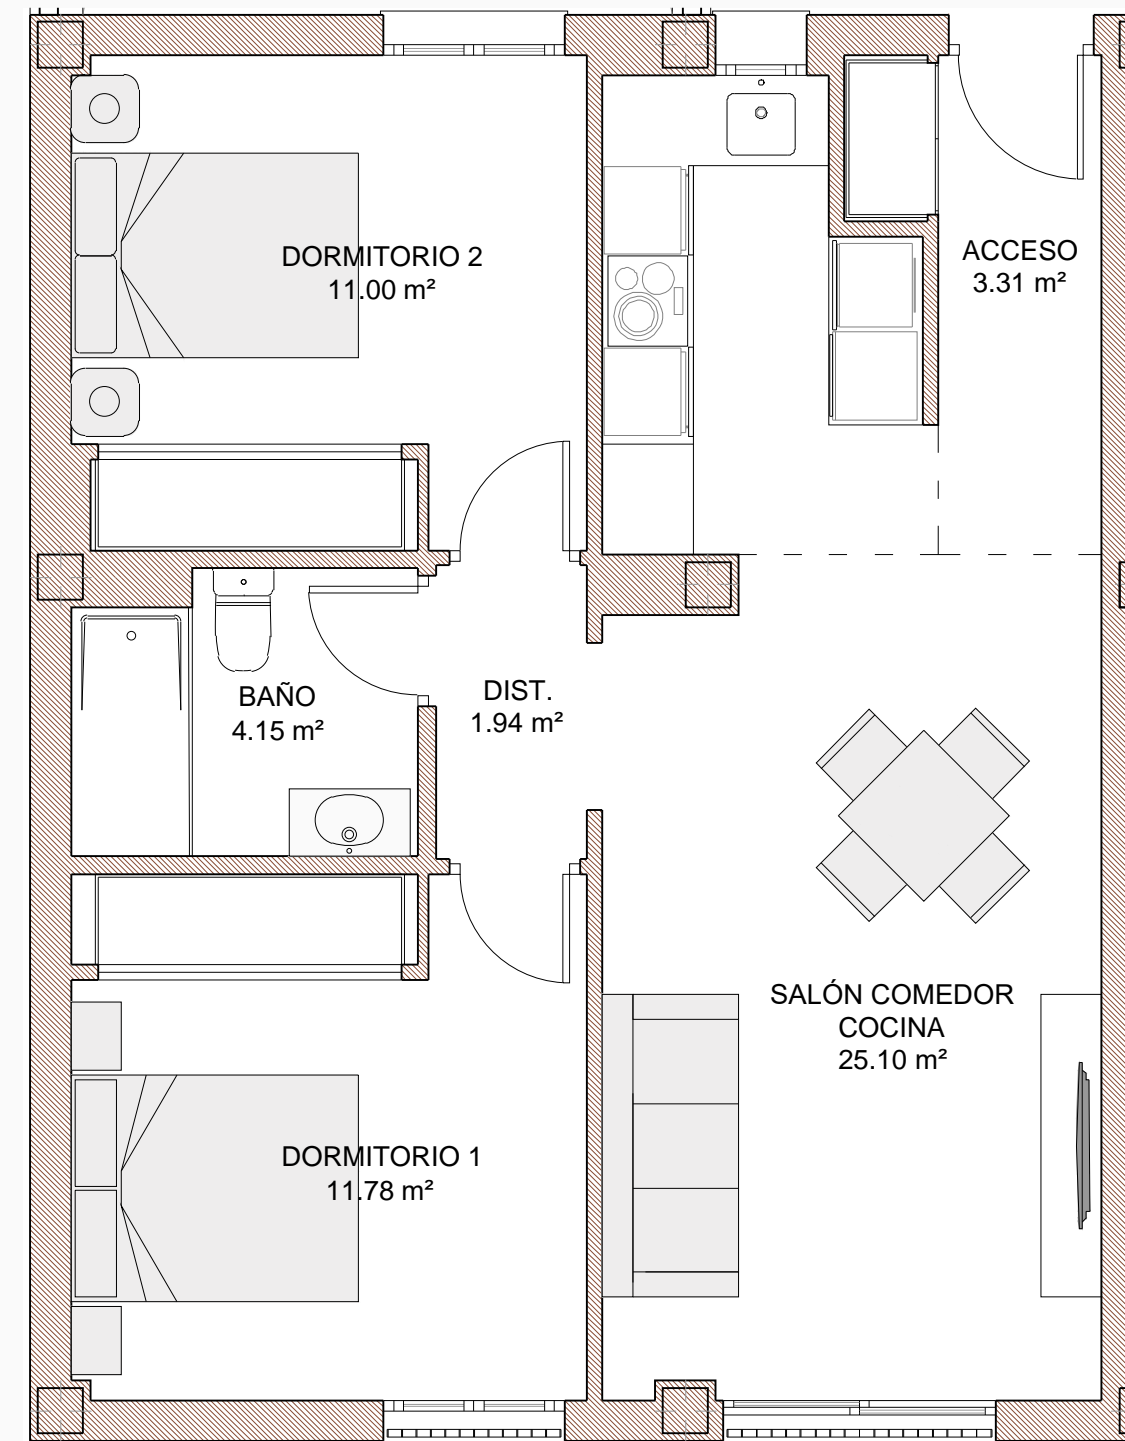 DORMITORIO 2
11.00 m²
ACCESO
3.31 m²
BAÑO
4.15 m²
DIST.
1.94 m²
SALÓN COMEDOR
COCINA
25.10 m²
DORMITORIO 1
11.78 m²